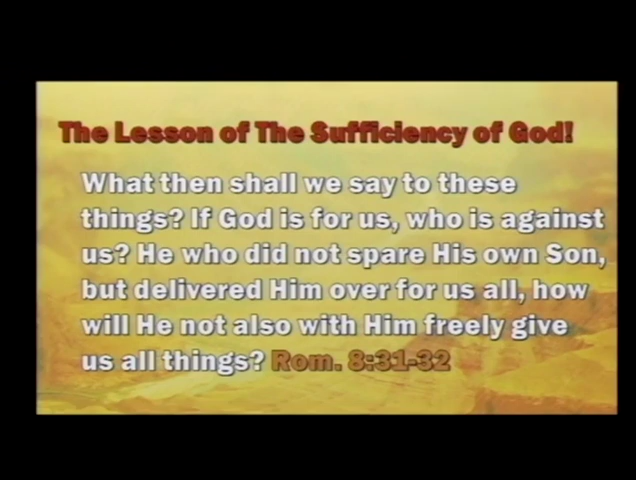 The Lesson of The Sufficiency of God!
What then shall we say to these
things? If God is for us, who is against
us? He who did not spare His own Son,
but delivered Him over for us all, how
will He not also with Him freely give
us all things? Rom. 8:31-32